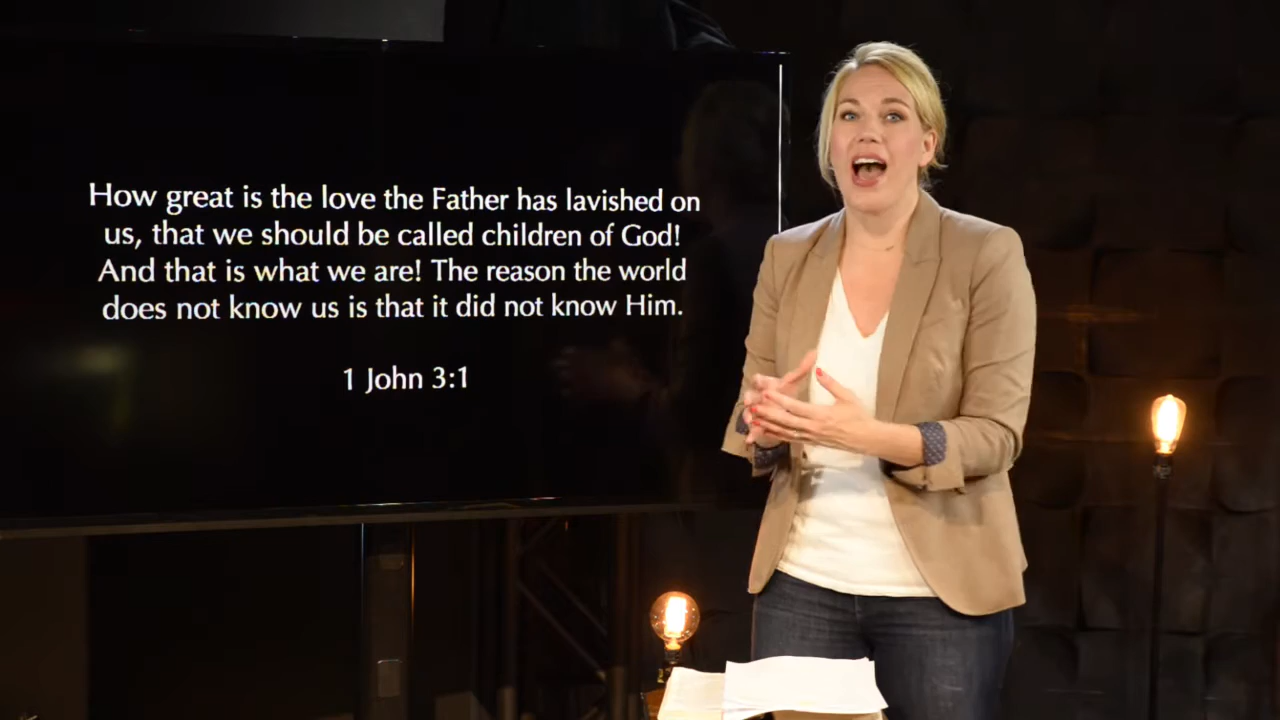 How great is the love the Father has lavished on
us, that we should be called children of God!
And that is what we are! The reason the world
does not know us is that it did not know Him.
1 John 3:1